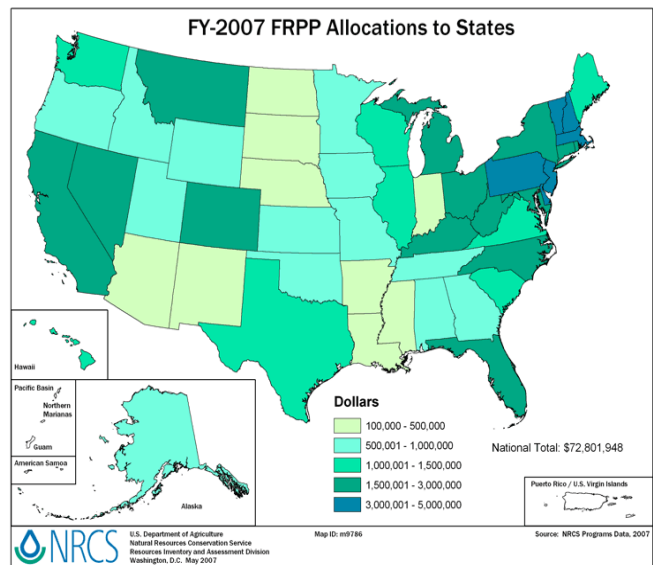 FY-2007 FRPP Allocations to States
Hawaii
Pacific Basin
Northern
Marianas
Guam
American Samoa
Alaska
Dollars
100,000 - 500,000
500,001 - 1,000,000
1,000,001 - 1,500,000
1,500,001 - 3,000,000
3,000,001 - 5,000,000
National Total: $72,801,948
Puerto Rico / U.S. Virgin Islands
NRCS
U.S. Department of Agriculture
Natural Resources Conservation Service
Resources Inventory and Assessment Division
Washington, D.C. May 2007
Map ID: m9786
Source: NRCS Programs Data, 2007